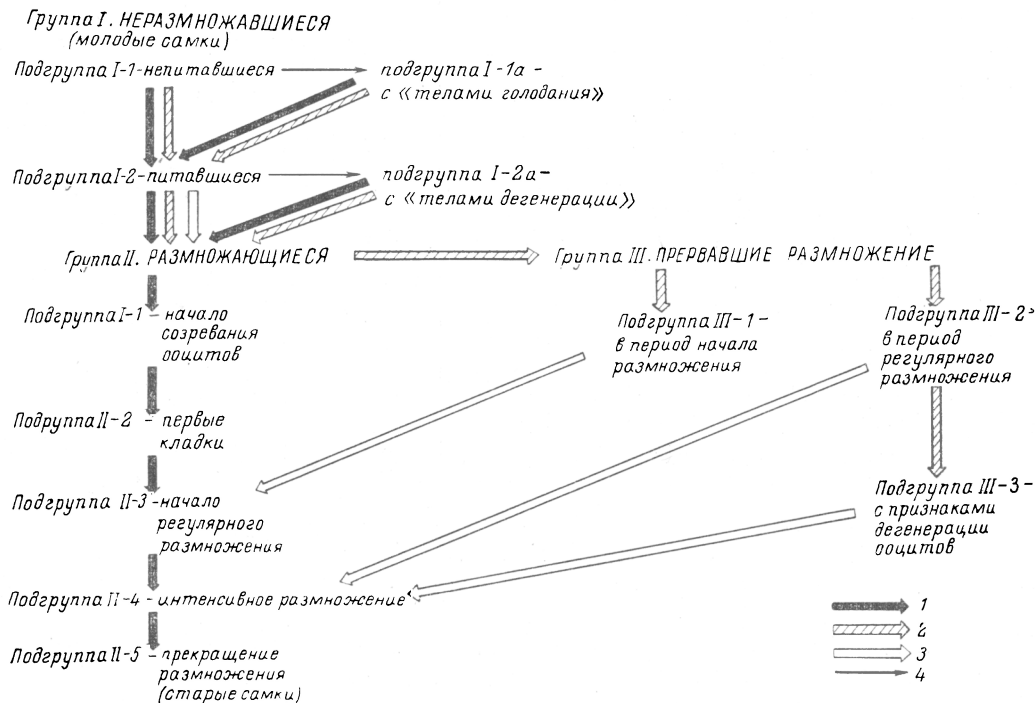 Группа I. НЕРАЗМНОЖАВШИЕСЯ
(молодые самки)
Подгруппа I-1-непитавшиеся
подгруппа I-1а -
с «телами голодания»
Подгруппа I-2-питавшиеся
подгруппа I-2а-
с «телами дегенерации»
Группа II. РАЗМНОЖАЮЩИЕСЯ
Группа III. ПРЕРВАВШИЕ РАЗМНОЖЕНИЕ
Подгруппа I-1 - начало
созревания
ооцитов
Подгруппа III-1-
в период начала
размножения
Подгруппа III-2-
в период
регулярного
размножения
Подруппа II-2 - первые
кладки
Подгруппа II-3-начало
регулярного
размножения
Подгруппа III-3-
с признаками
дегенерации
ооцитов
Подгруппа II-4-интенсивное размножение
Подгруппа II-5 - прекращение
размножения
(старые самки)
1
2
3
4